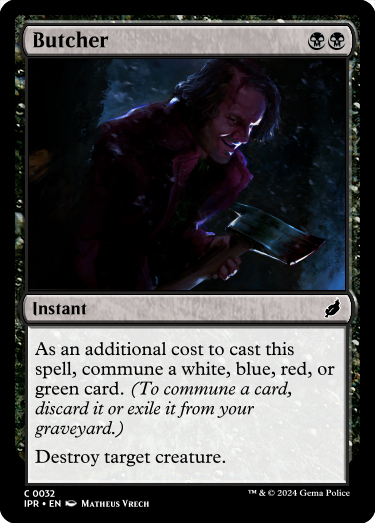 Butcher
Instant
As an additional cost to cast this
spell, commune a white, blue, red, or
green card. (To commune a card,
discard it or exile it from your
graveyard.)
Destroy target creature.
C 0032
IPR • EN Matheus Vrech
™ & © 2024 Gema Police